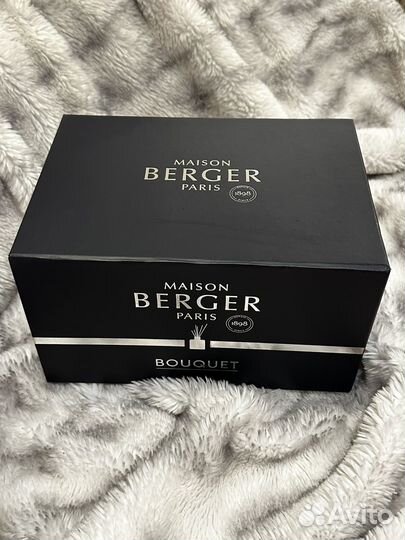 MAISON
BERGER
PARIS
1898
MAISON
BERGER
PARIS
1898
BOUQUET
Avito